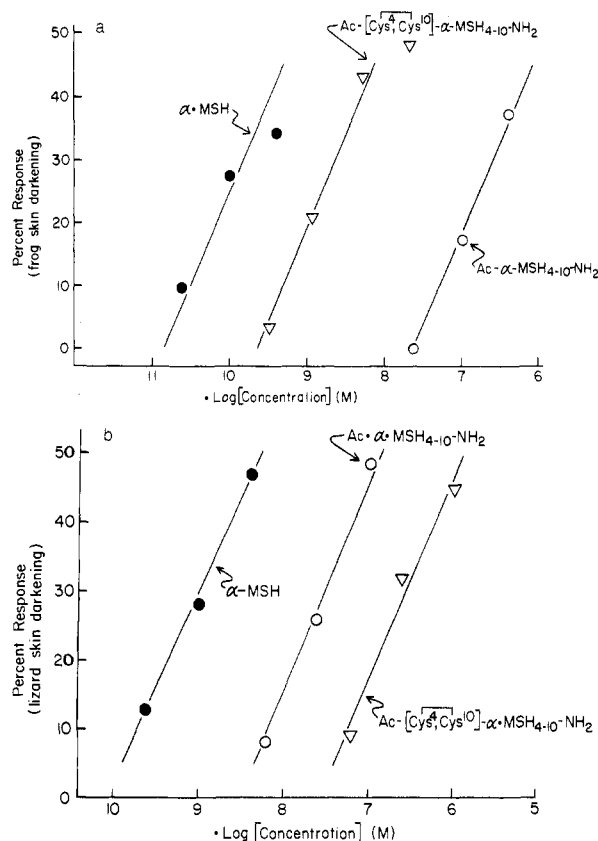 a
Ac-[Cys⁴,Cys¹⁰]-α-MSH₄₋₁₀-NH₂
α•MSH
Ac-α-MSH₄₋₁₀-NH₂
Percent Response
(frog skin darkening)
40
30
20
10
0
11 10 9 8 7 6
•Log[Concentration] (M)
b
Ac•α•MSH₄₋₁₀-NH₂
α-MSH
Ac-[Cys⁴,Cys¹⁰]-α•MSH₄₋₁₀-NH₂
Percent Response
(lizard skin darkening)
50
40
30
20
10
0
10 9 8 7 6 5
•Log[Concentration] (M)